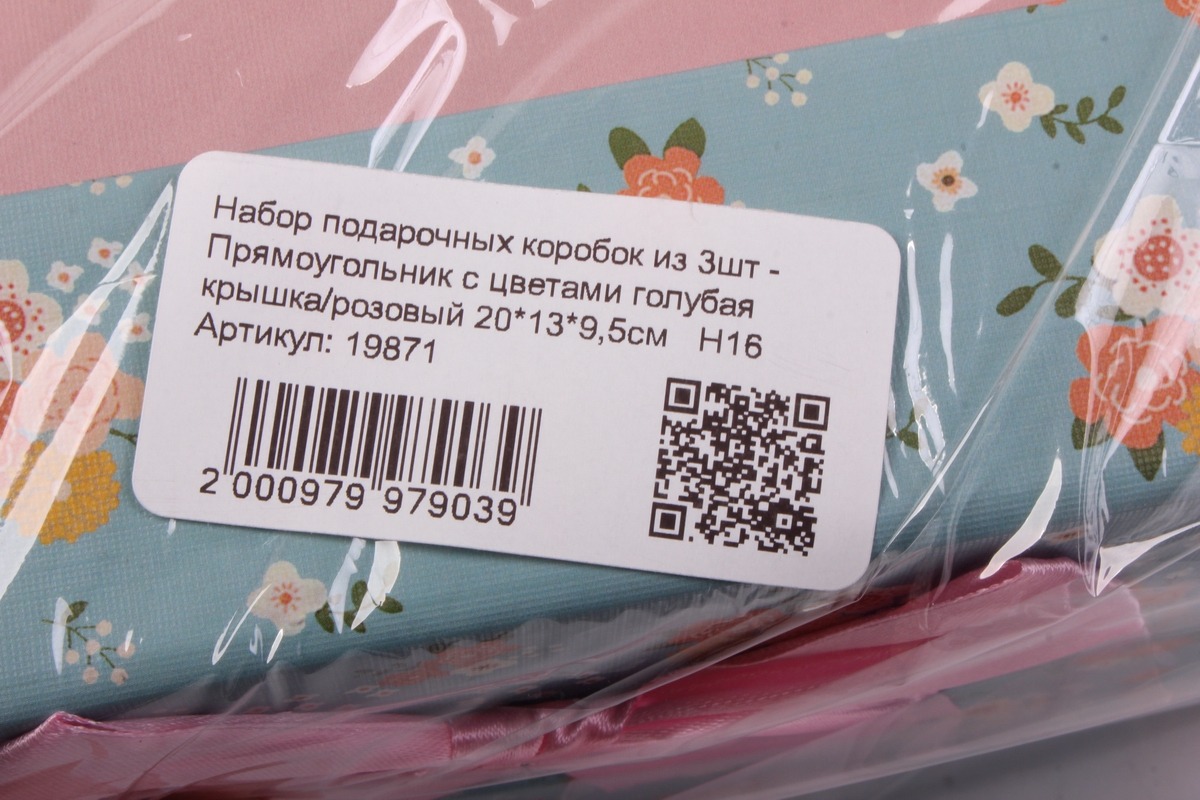 Набор подарочных коробок из 3шт -
Прямоугольник с цветами голубая
крышка/розовый 20*13*9,5см H16
Артикул: 19871
2 000979 979039